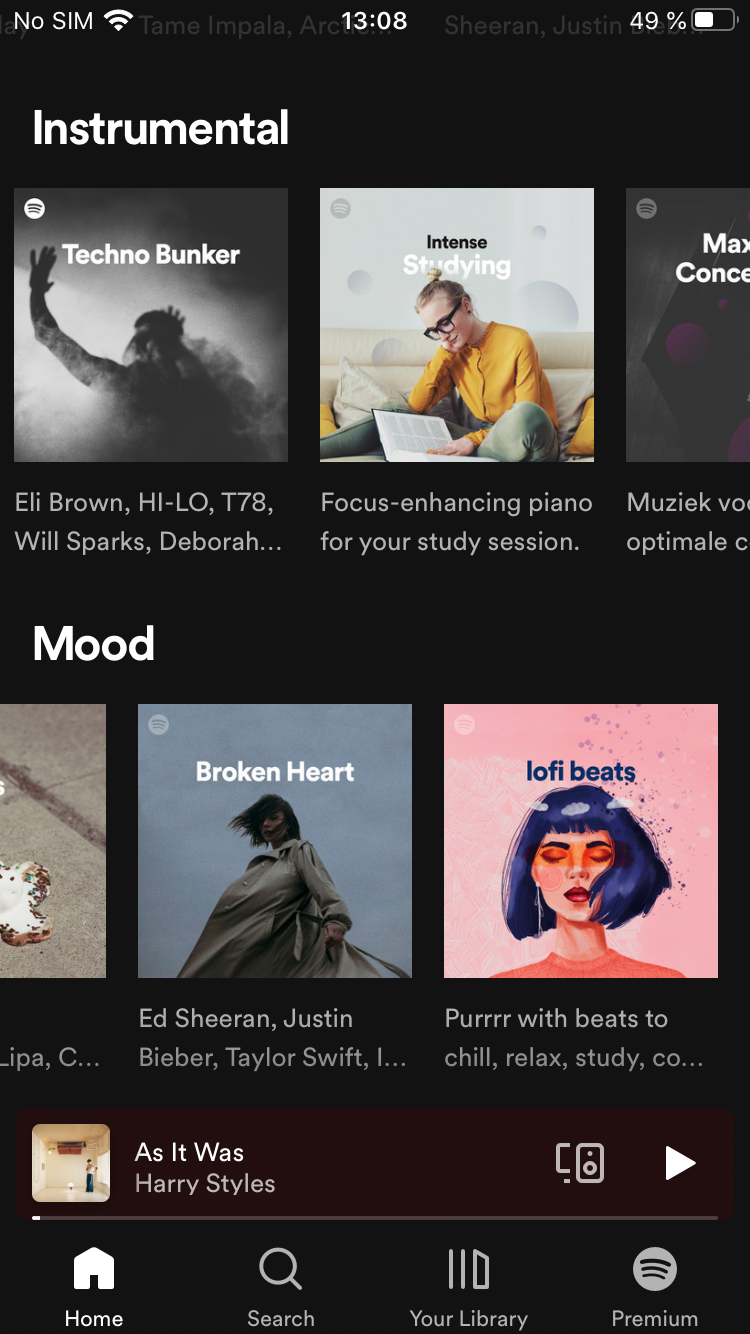 No SIM 13:08 49 %
Tame Impala, Arctic... Sheeran, Justin Bieb...
Instrumental
Techno Bunker
Intense
Studying
Max
Conce
Eli Brown, HI-LO, T78,
Will Sparks, Deborah...
Focus-enhancing piano
for your study session.
Muziek voo
optimale c
Mood
s
Broken Heart
lofi beats
Lipa, C...
Ed Sheeran, Justin
Bieber, Taylor Swift, I...
Purrrr with beats to
chill, relax, study, co...
As It Was
Harry Styles
Home
Search
Your Library
Premium